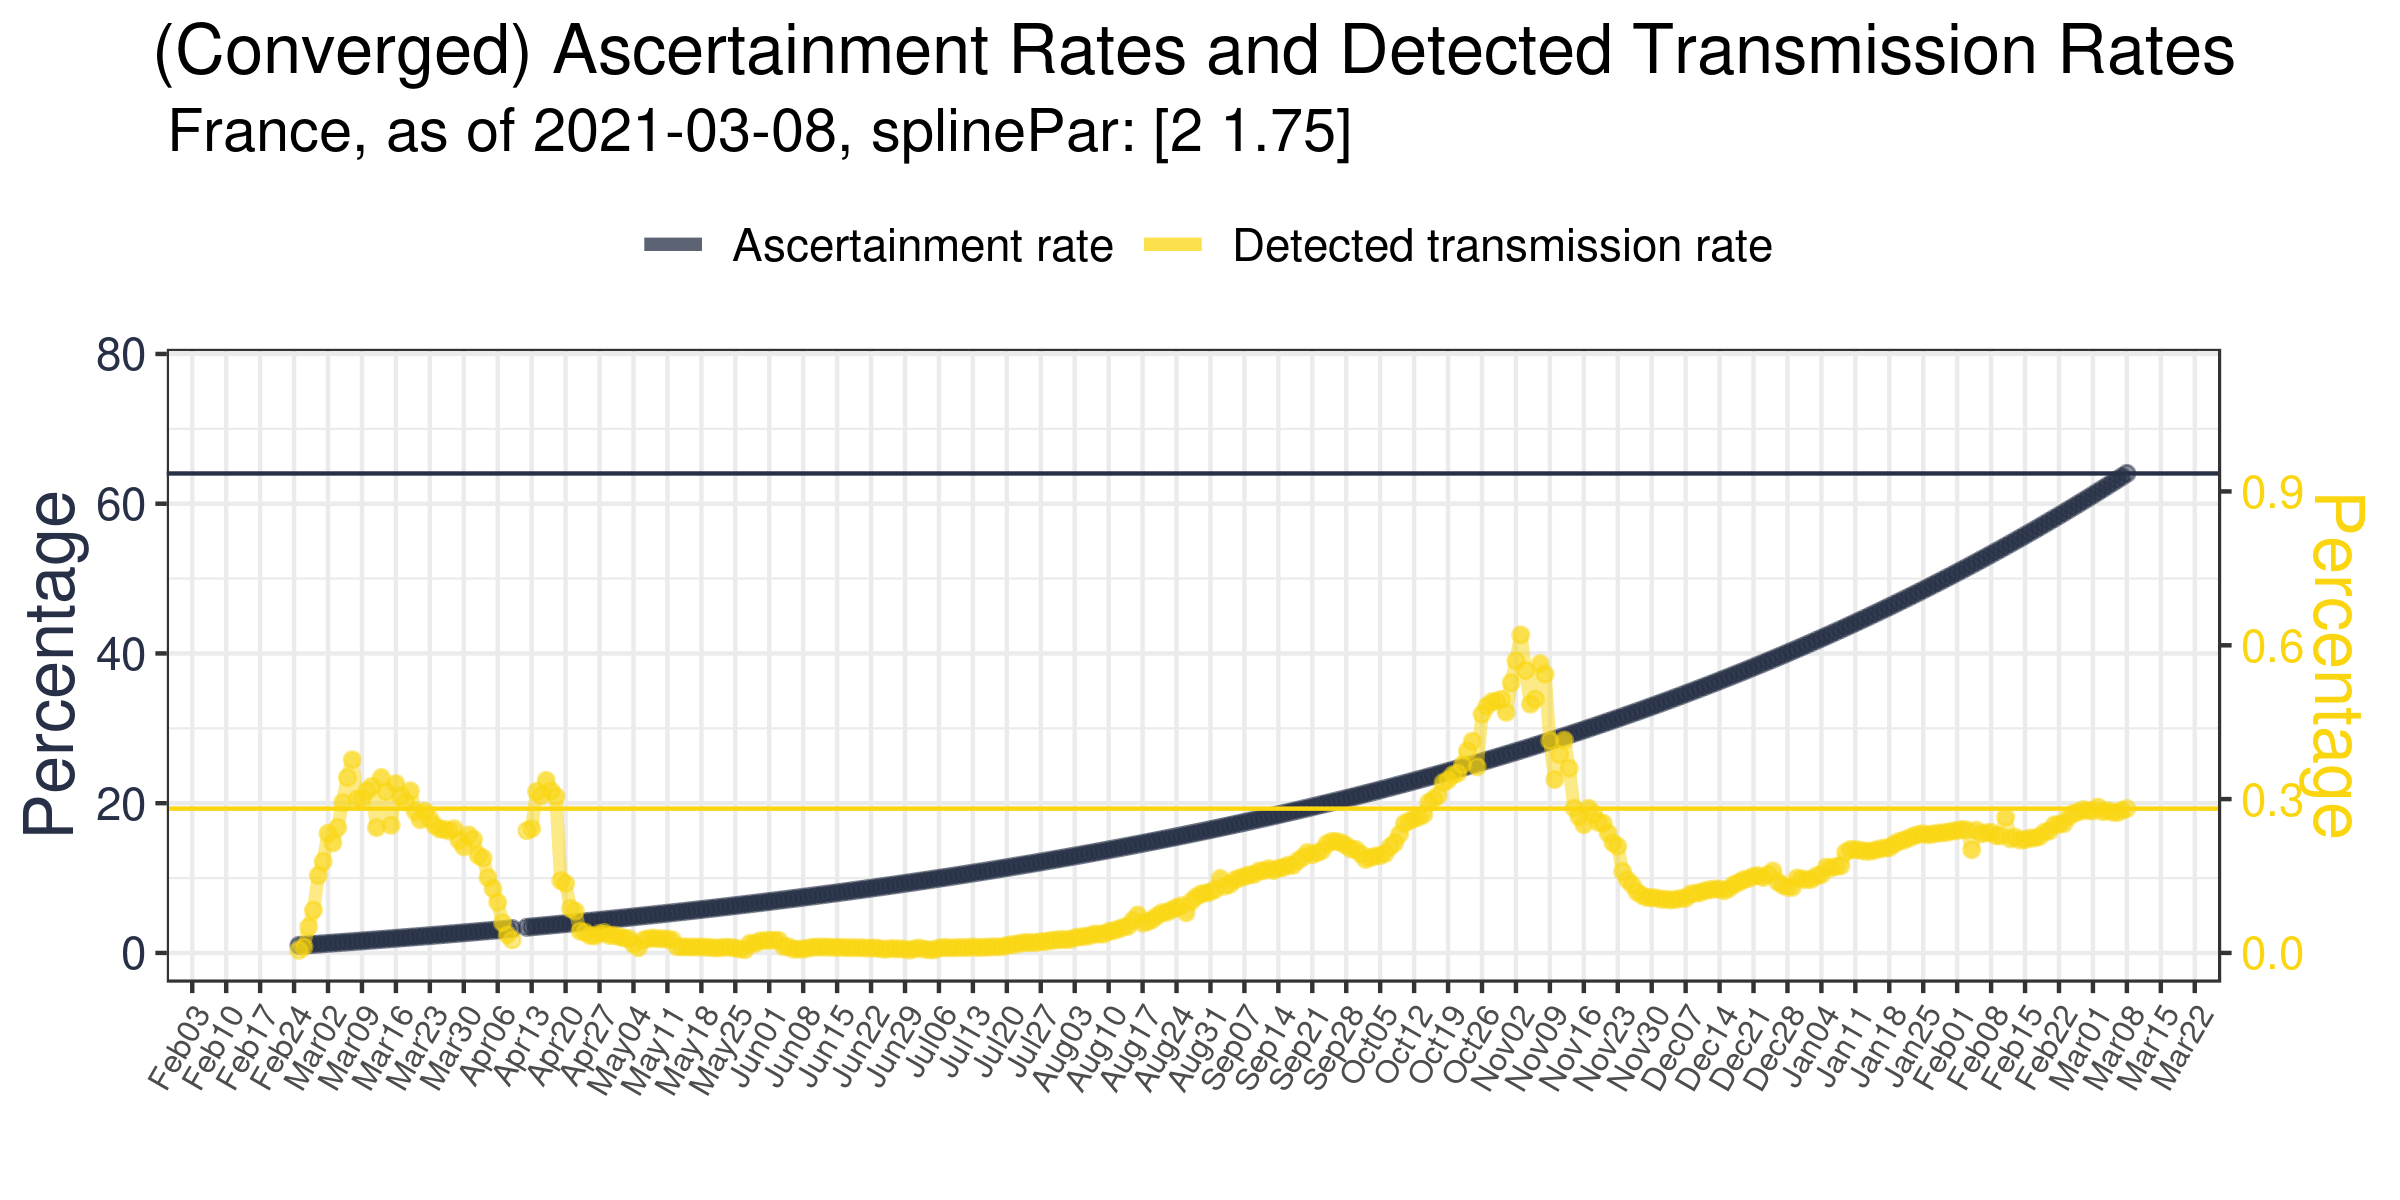 (Converged) Ascertainment Rates and Detected Transmission Rates
France, as of 2021-03-08, splinePar: [2 1.75]
Ascertainment rate
Detected transmission rate
Percentage
80
60
40
20
0
0.9
0.6
0.3
0.0
Percentage
Feb03
Feb10
Feb17
Feb24
Mar02
Mar09
Mar16
Mar23
Mar30
Apr06
Apr13
Apr20
Apr27
May04
May11
May18
May25
Jun01
Jun08
Jun15
Jun22
Jun29
Jul06
Jul13
Jul20
Jul27
Aug03
Aug10
Aug17
Aug24
Aug31
Sep07
Sep14
Sep21
Sep28
Oct05
Oct12
Oct19
Oct26
Nov02
Nov09
Nov16
Nov23
Nov30
Dec07
Dec14
Dec21
Dec28
Dec04
Jan11
Jan18
Jan25
Feb01
Feb08
Feb15
Feb22
Mar01
Mar08
Mar15
Mar22